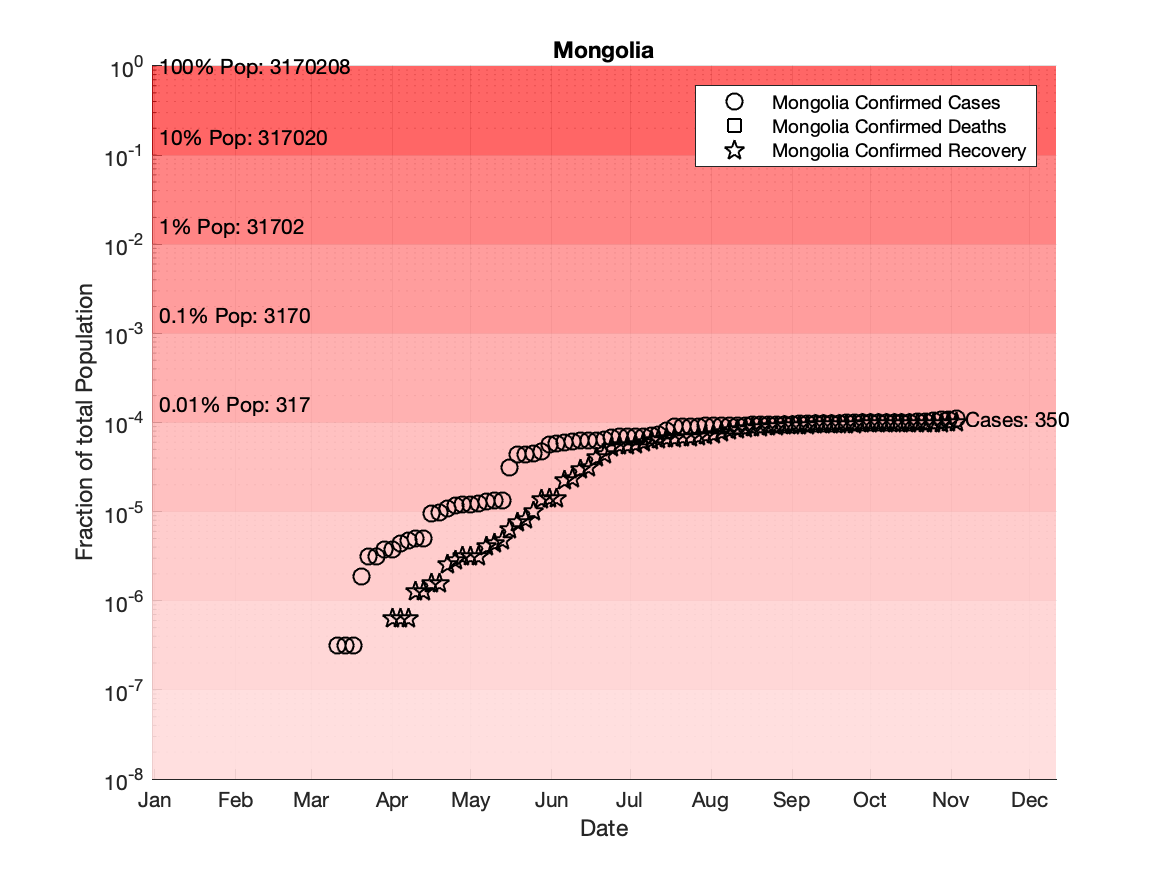 Mongolia
10^0
100% Pop: 3170208
Mongolia Confirmed Cases
Mongolia Confirmed Deaths
Mongolia Confirmed Recovery
10% Pop: 317020
10^-1
1% Pop: 31702
10^-2
0.1% Pop: 3170
10^-3
0.01% Pop: 317
10^-4
Cases: 350
10^-5
10^-6
10^-7
10^-8
Fraction of total Population
Jan Feb Mar Apr May Jun Jul Aug Sep Oct Nov Dec
Date